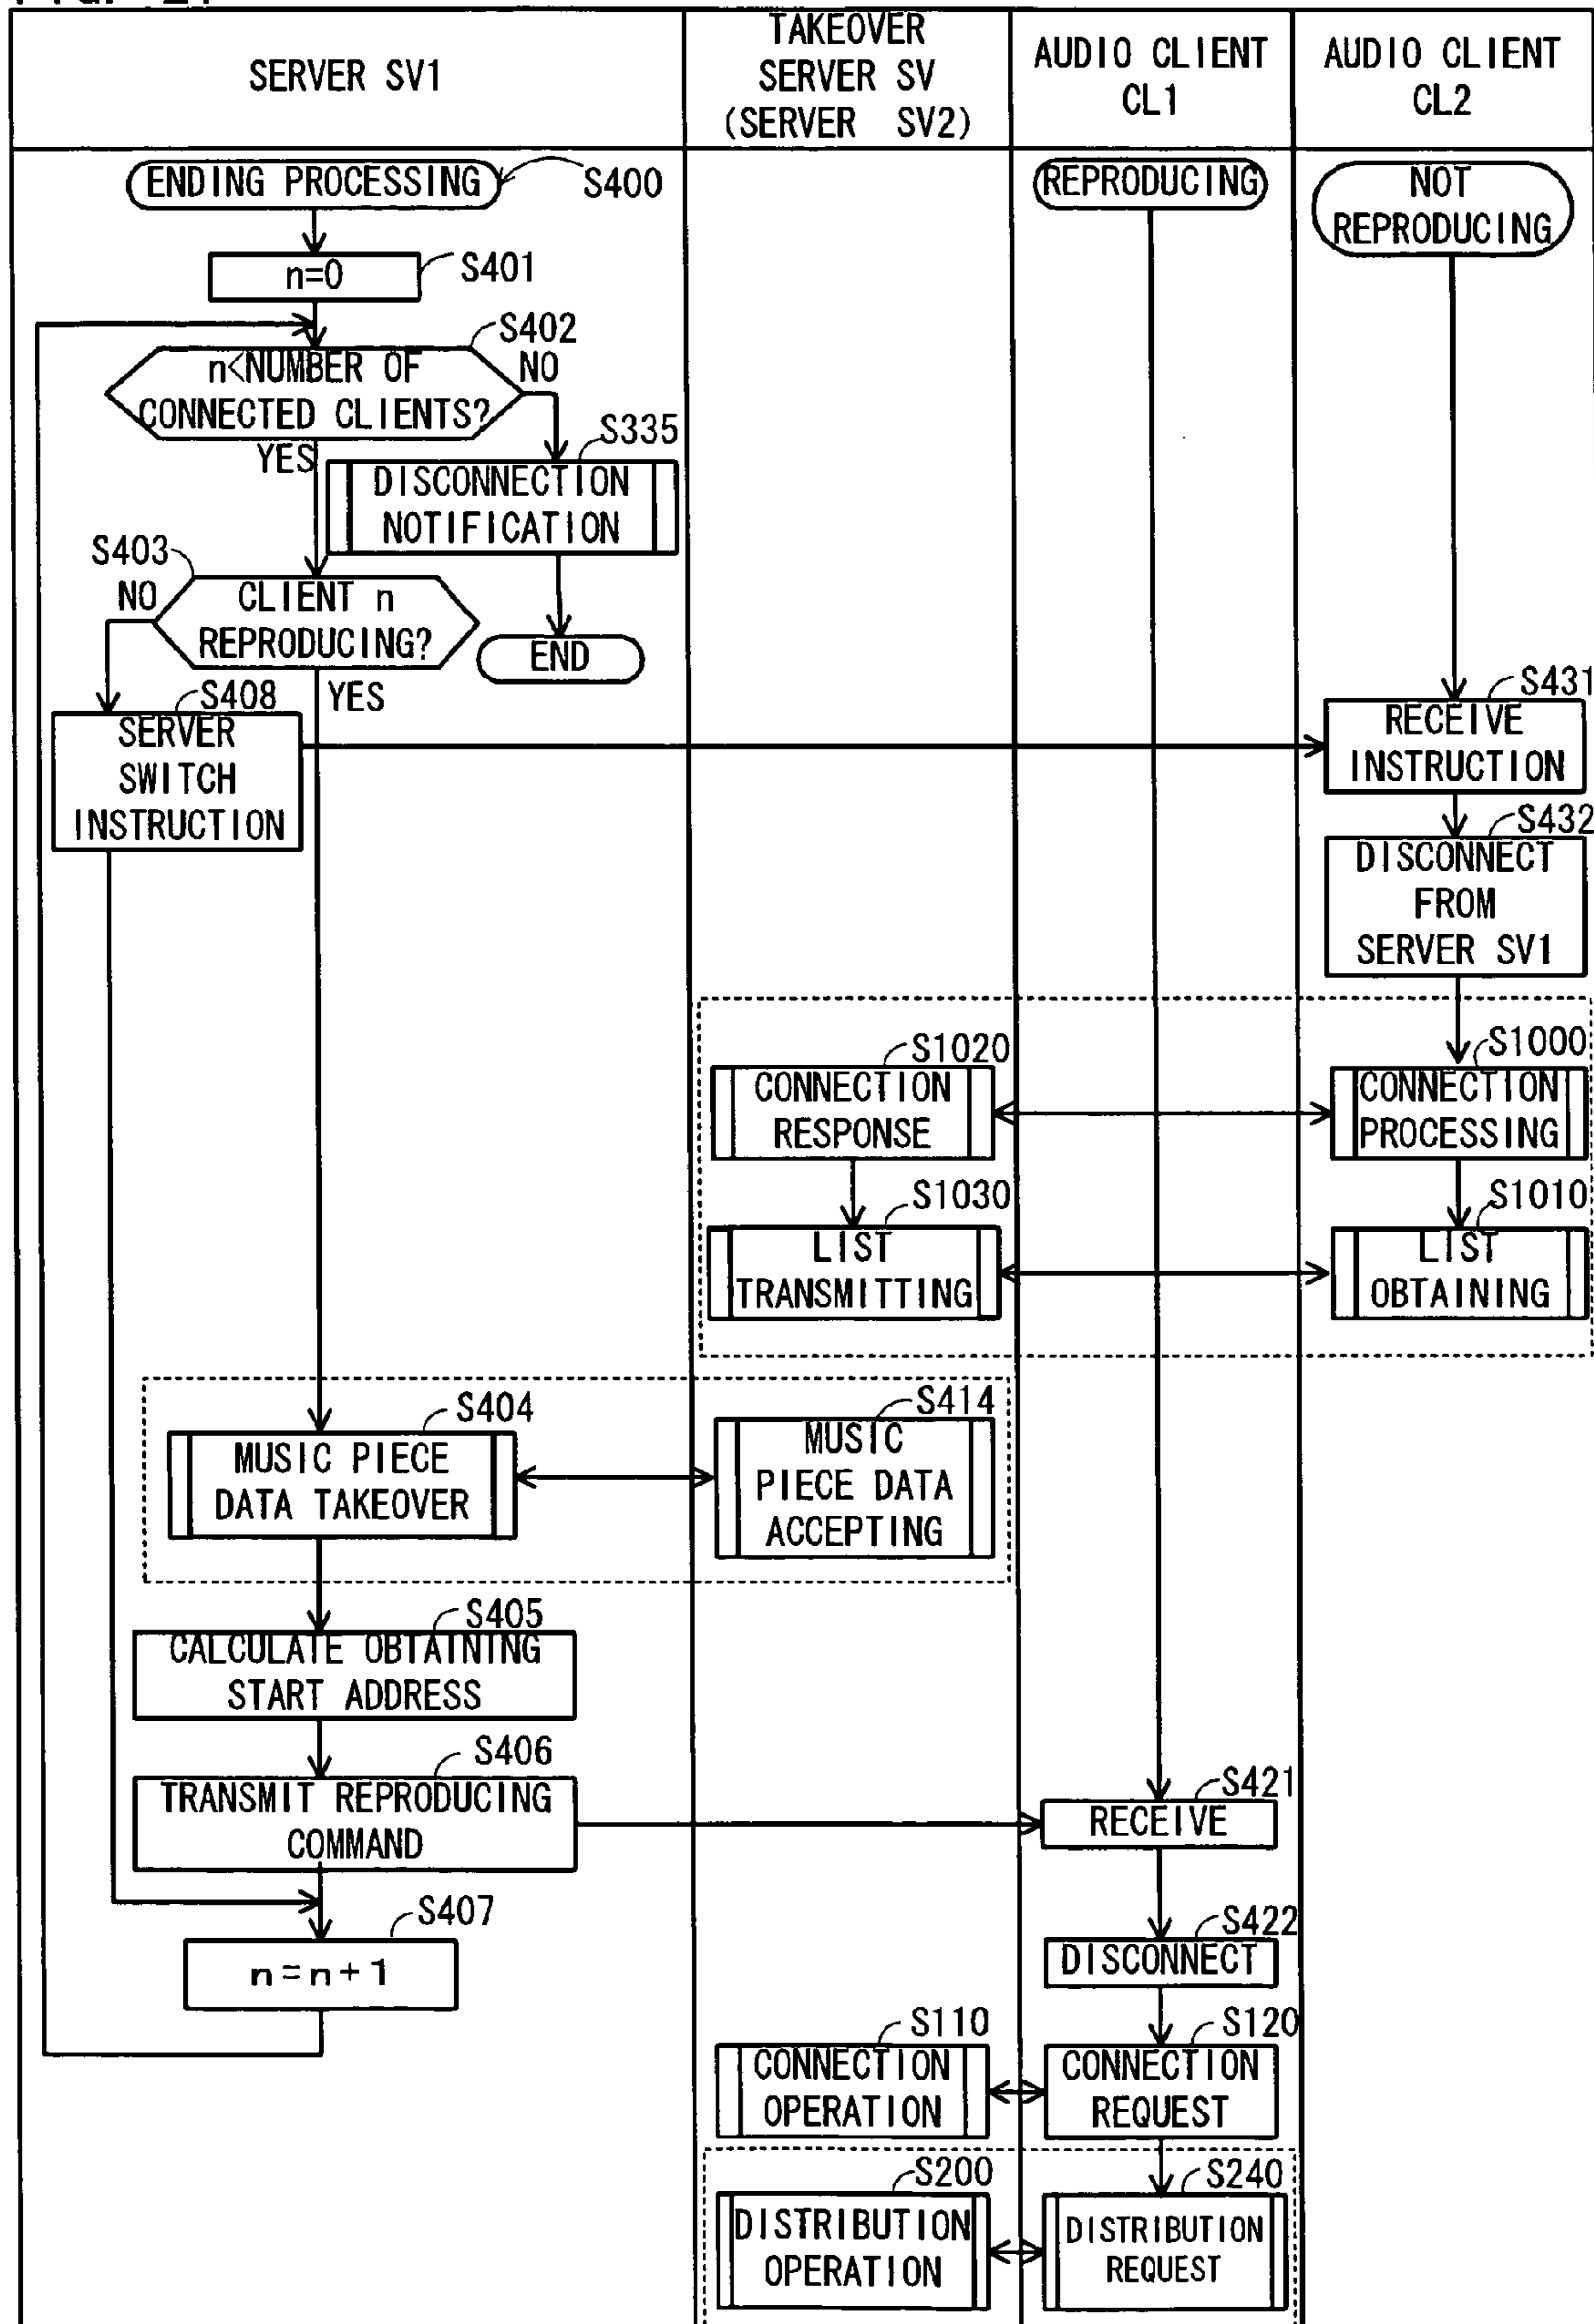 SERVER SV1
TAKEOVER
SERVER SV
(SERVER SV2)
AUDIO CLIENT
CL1
AUDIO CLIENT
CL2
ENDING PROCESSING
S400
REPRODUCING
NOT
REPRODUCING
n=0
S401
S402
n<NUMBER OF
CONNECTED CLIENTS?
NO
YES
S335
DISCONNECTION
NOTIFICATION
S403
NO
CLIENT n
REPRODUCING?
END
YES
S408
SERVER
SWITCH
INSTRUCTION
S431
RECEIVE
INSTRUCTION
S432
DISCONNECT
FROM
SERVER SV1
S1020
CONNECTION
RESPONSE
S1000
CONNECTION
PROCESSING
S1030
LIST
TRANSMITTING
S1010
LIST
OBTAINING
S404
MUSIC PIECE
DATA TAKEOVER
S414
MUSIC
PIECE DATA
ACCEPTING
S405
CALCULATE OBTAINING
START ADDRESS
S406
TRANSMIT REPRODUCING
COMMAND
S421
RECEIVE
S407
n=n+1
S422
DISCONNECT
S110
CONNECTION
OPERATION
S120
CONNECTION
REQUEST
S200
DISTRIBUTION
OPERATION
S240
DISTRIBUTION
REQUEST